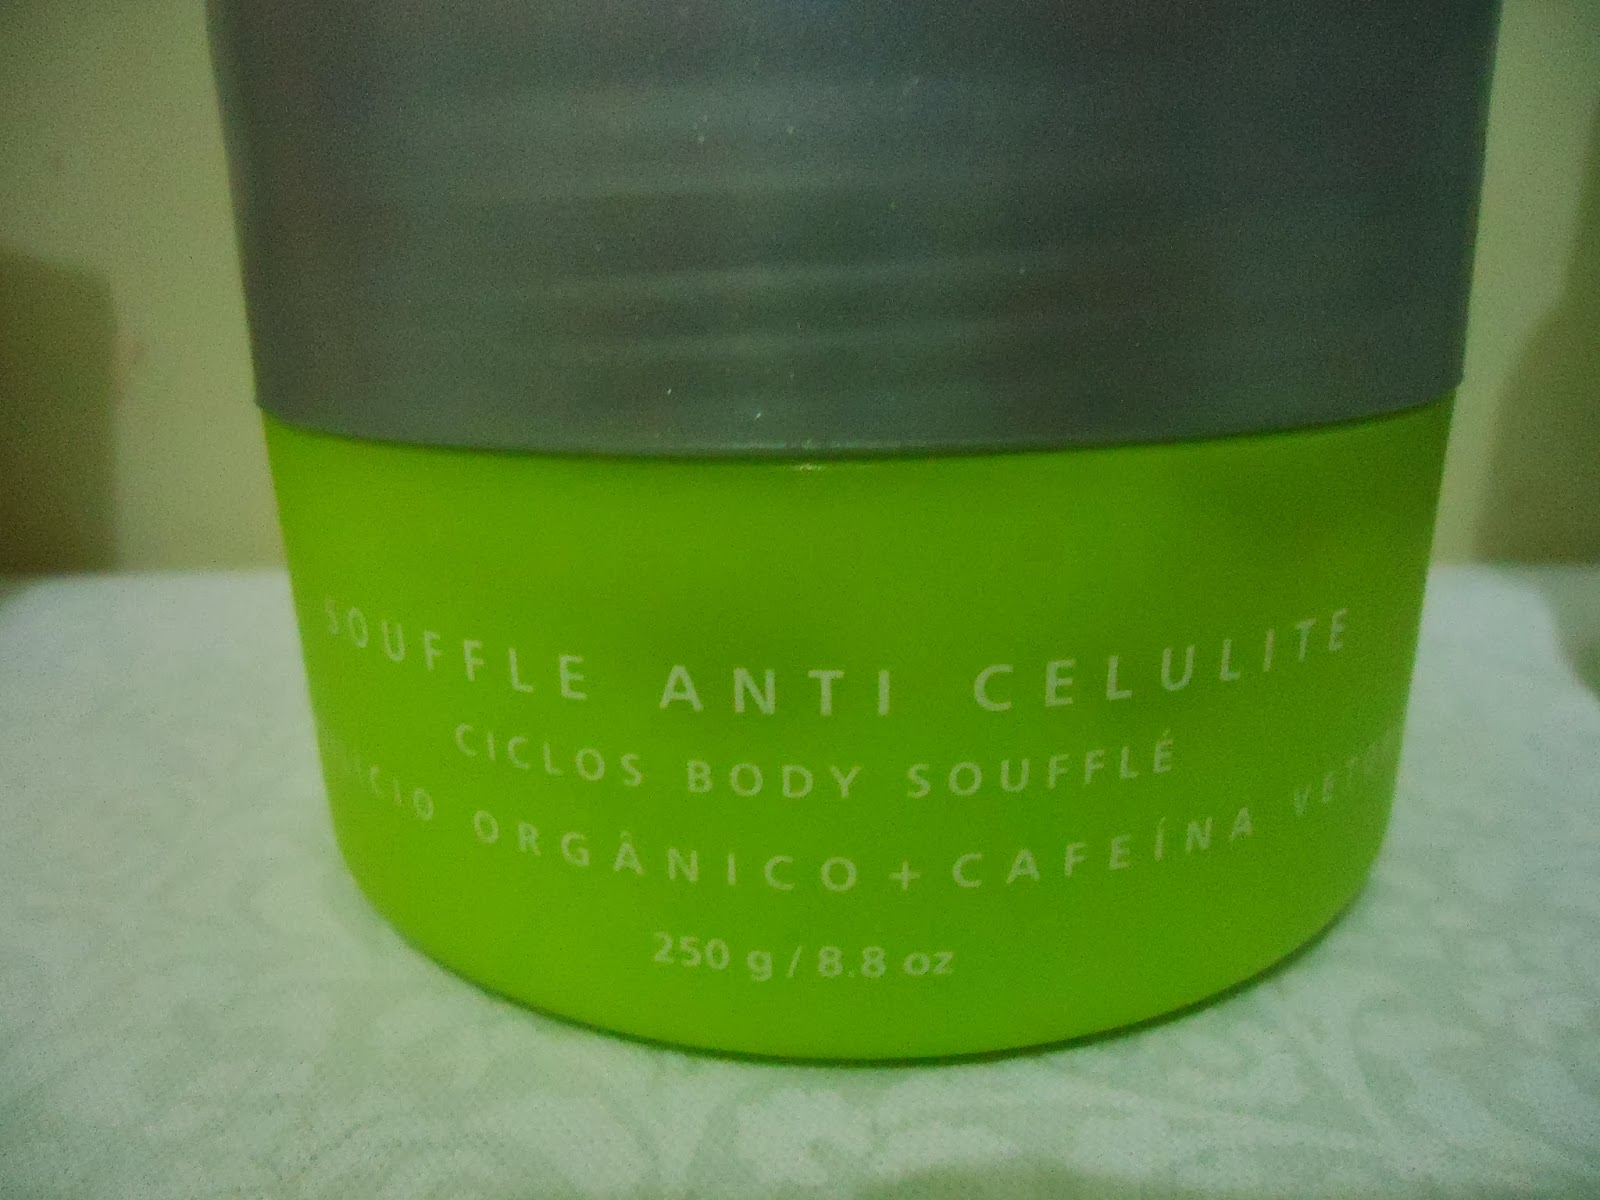 SOUFFLE ANTI CELULITE
CICLOS BODY SOUFFLÉ
ORGÂNICO + CAFEÍNA
250 g / 8.8 oz